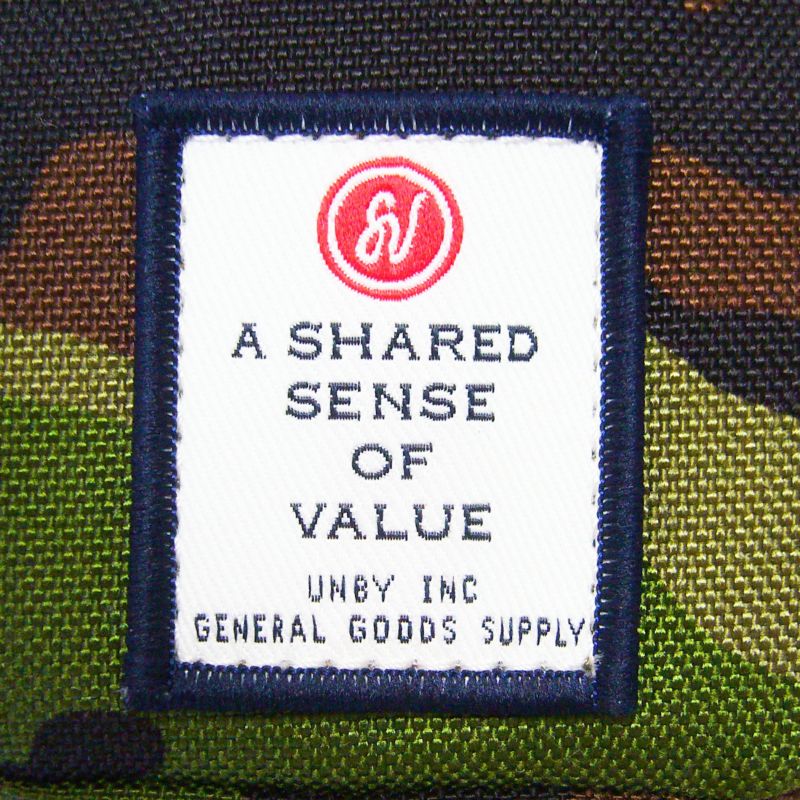 A SHARED
SENSE
OF
VALUE
UNBY INC
GENERAL GOODS SUPPLY